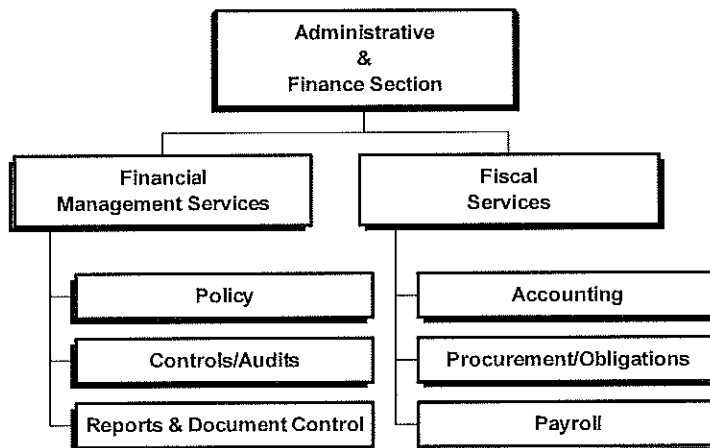 Administrative
&
Finance Section
Financial
Management Services
Fiscal
Services
Policy
Controls/Audits
Reports & Document Control
Accounting
Procurement/Obligations
Payroll